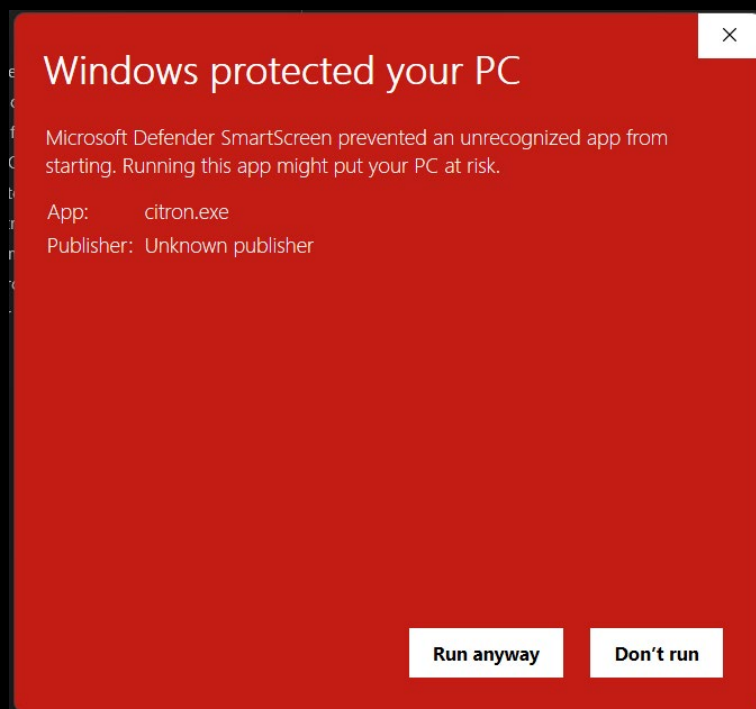 Windows protected your PC
Microsoft Defender SmartScreen prevented an unrecognized app from
starting. Running this app might put your PC at risk.
App: citron.exe
Publisher: Unknown publisher
Run anyway
Don't run